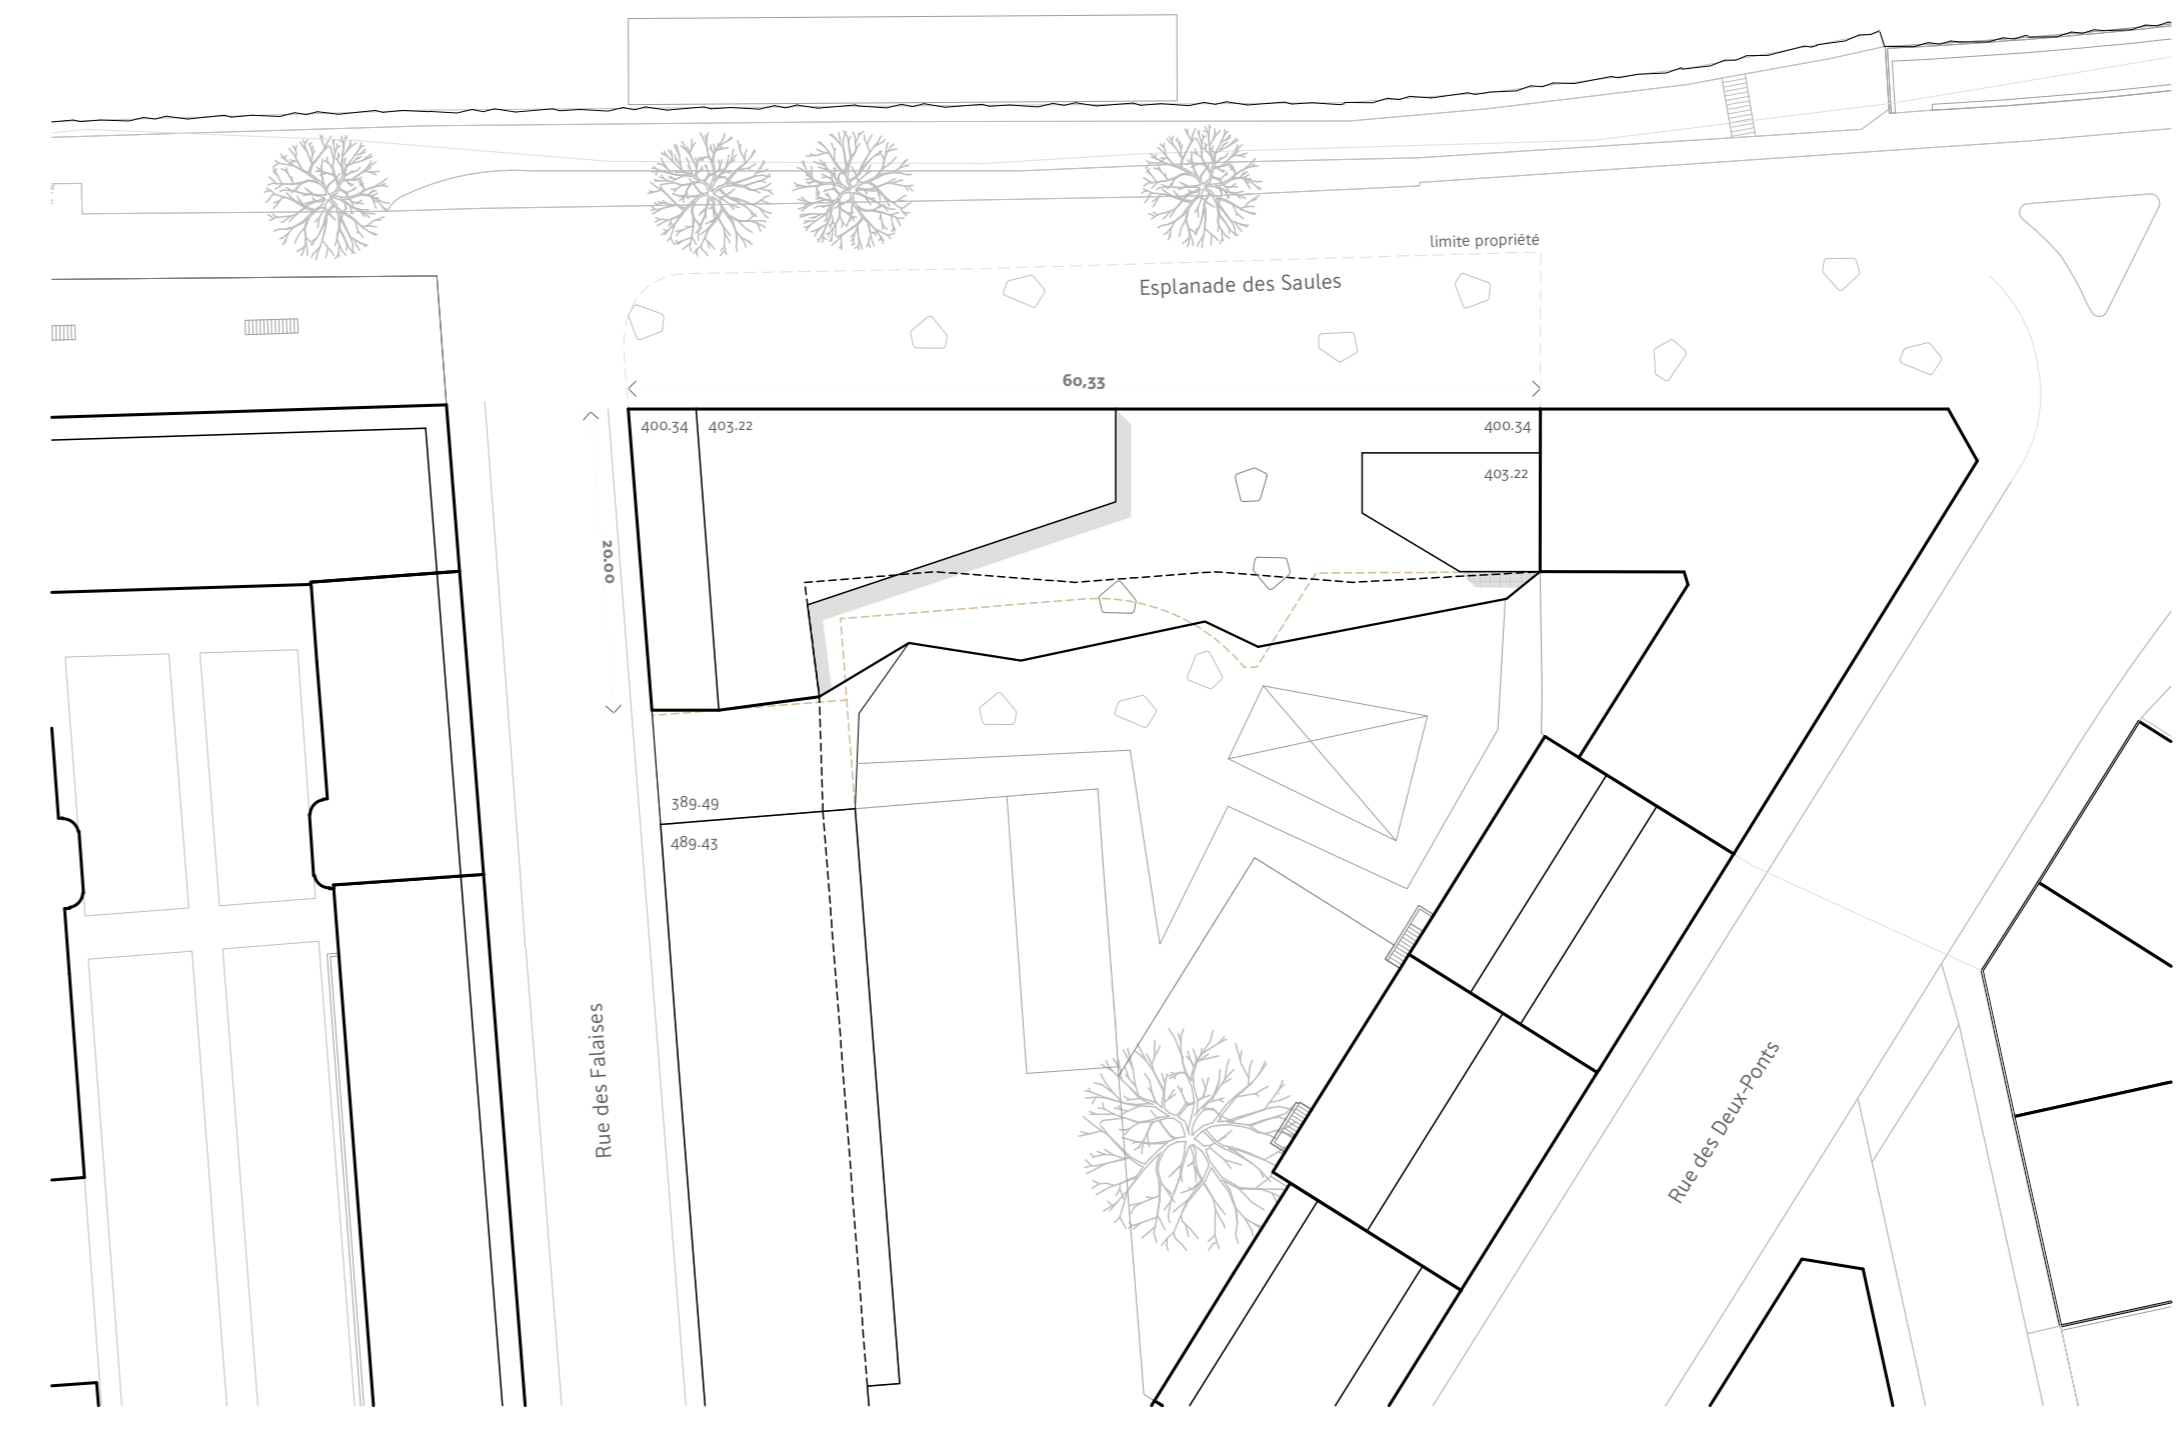 limite propriété
Esplanade des Saules
60,33
400.34 403.22
400.34
403.22
20.00
389.49
489.43
Rue des Falaises
Rue des Deux-Ponts